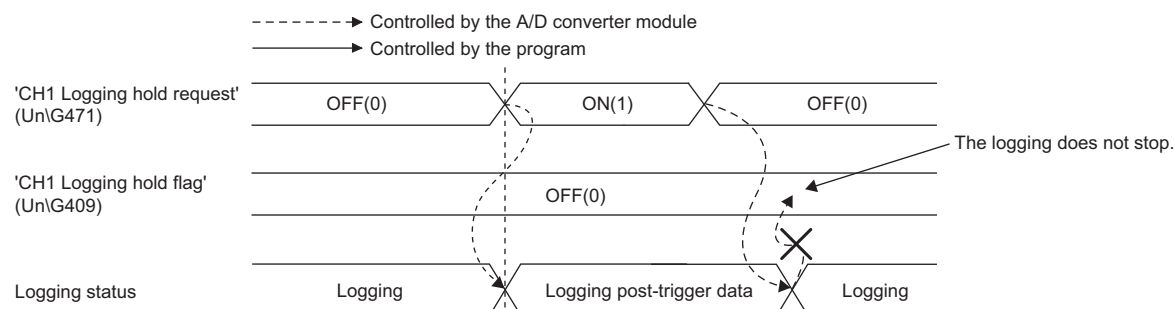 Controlled by the A/D converter module
Controlled by the program
'CH1 Logging hold request'
(Un\G471)
OFF(0)
ON(1)
OFF(0)
The logging does not stop.
'CH1 Logging hold flag'
(Un\G409)
OFF(0)
Logging status
Logging
Logging post-trigger data
Logging